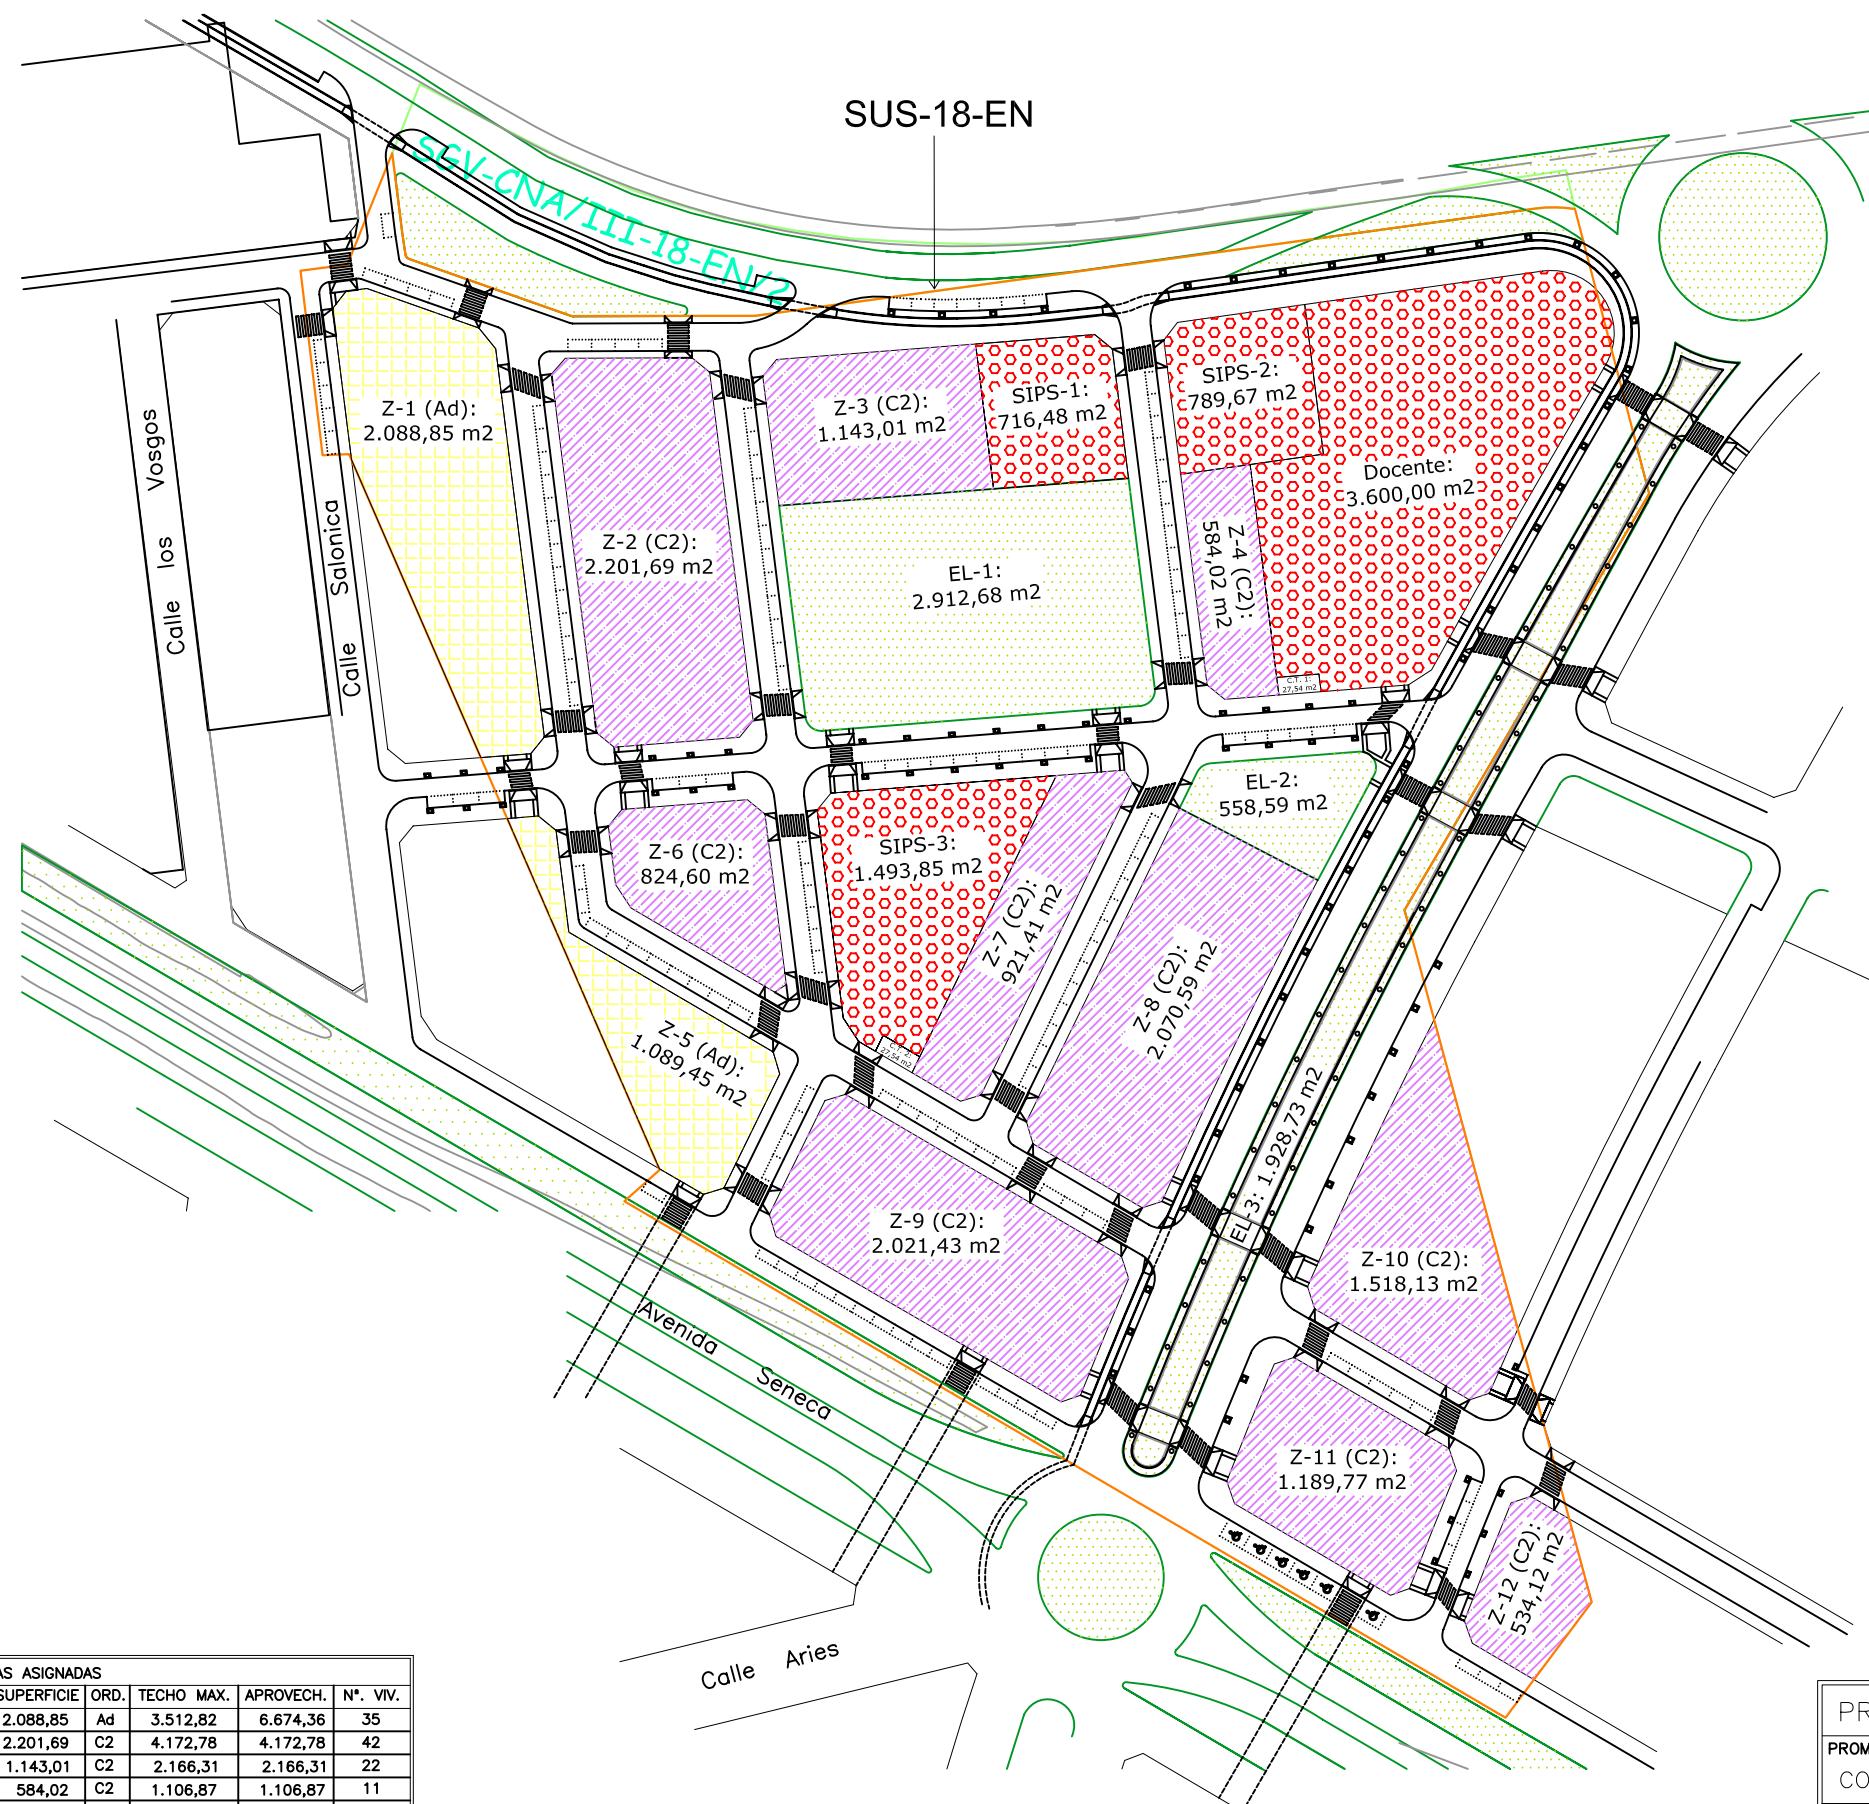 SUS-18-EN
SGV-CNA/III-18-EN/2
Z-1 (Ad):
2.088,85 m2
Z-2 (C2):
2.201,69 m2
Z-3 (C2):
1.143,01 m2
SIPS-1:
716,48 m2
SIPS-2:
789,67 m2
Docente:
3.600,00 m2
Z-4 (C2):
584,02 m2
EL-1:
2.912,68 m2
C.T. 1:
27,54 m2
Calle los Vosgos
Calle Salonica
EL-2:
558,59 m2
Z-6 (C2):
824,60 m2
SIPS-3:
1.493,85 m2
Z-7 (C2):
921,41 m2
Z-8 (C2):
2.070,59 m2
C.T. 2:
27,54 m2
Z-5 (Ad):
1.089,45 m2
EL-3: 1.928,73 m2
Z-9 (C2):
2.021,43 m2
Z-10 (C2):
1.518,13 m2
Z-11 (C2):
1.189,77 m2
Z-12 (C2):
534,12 m2
Avenida Seneca
Calle Aries
AS ASIGNADAS
SUPERFICIE ORD. TECHO MAX. APROVECH. Nº. VIV.
2.088,85 Ad 3.512,82 6.674,36 35
2.201,69 C2 4.172,78 4.172,78 42
1.143,01 C2 2.166,31 2.166,31 22
584,02 C2 1.106,87 1.106,87 11
PR
PROM
CO